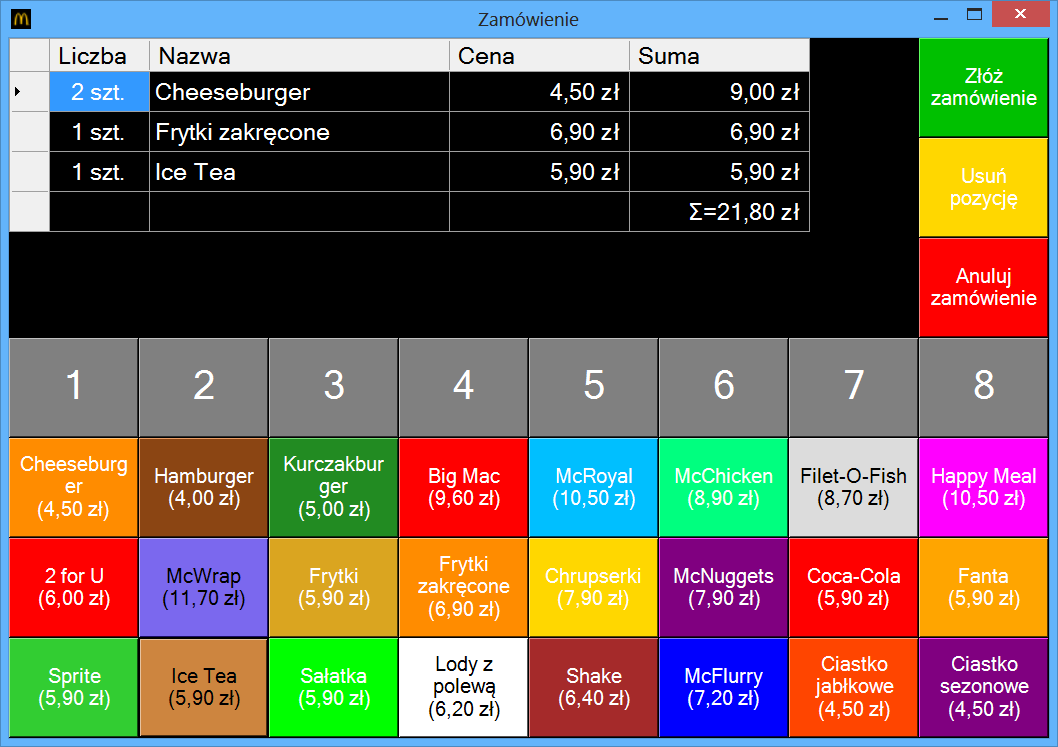 Zamówienie
Liczba Nazwa Cena Suma
2 szt. Cheeseburger 4,50 zł 9,00 zł
1 szt. Frytki zakręcone 6,90 zł 6,90 zł
1 szt. Ice Tea 5,90 zł 5,90 zł
Σ=21,80 zł
Złóż
zamówienie
Usuń
pozycję
Anuluj
zamówienie
1 2 3 4 5 6 7 8
Cheeseburg
er
(4,50 zł)
Hamburger
(4,00 zł)
Kurczakbur
ger
(5,00 zł)
Big Mac
(9,60 zł)
McRoyal
(10,50 zł)
McChicken
(8,90 zł)
Filet-O-Fish
(8,70 zł)
Happy Meal
(10,50 zł)
2 for U
(6,00 zł)
McWrap
(11,70 zł)
Frytki
(5,90 zł)
Frytki
zakręcone
(6,90 zł)
Chrupserki
(7,90 zł)
McNuggets
(7,90 zł)
Coca-Cola
(5,90 zł)
Fanta
(5,90 zł)
Sprite
(5,90 zł)
Ice Tea
(5,90 zł)
Sałatka
(5,90 zł)
Lody z
polewą
(6,20 zł)
Shake
(6,40 zł)
McFlurry
(7,20 zł)
Ciastko
jabłkowe
(4,50 zł)
Ciastko
sezonowe
(4,50 zł)